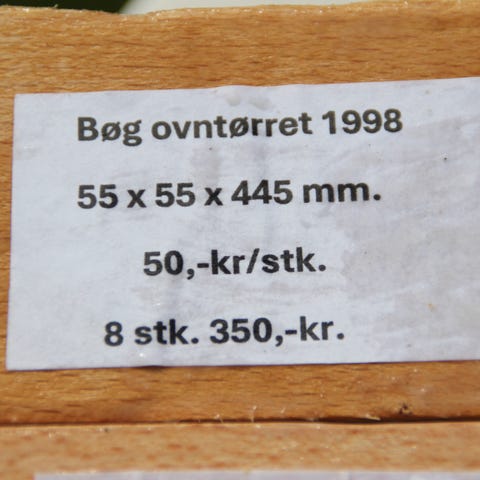 Bøg ovntørret 1998
55 x 55 x 445 mm.
50,-kr/stk.
8 stk. 350,-kr.